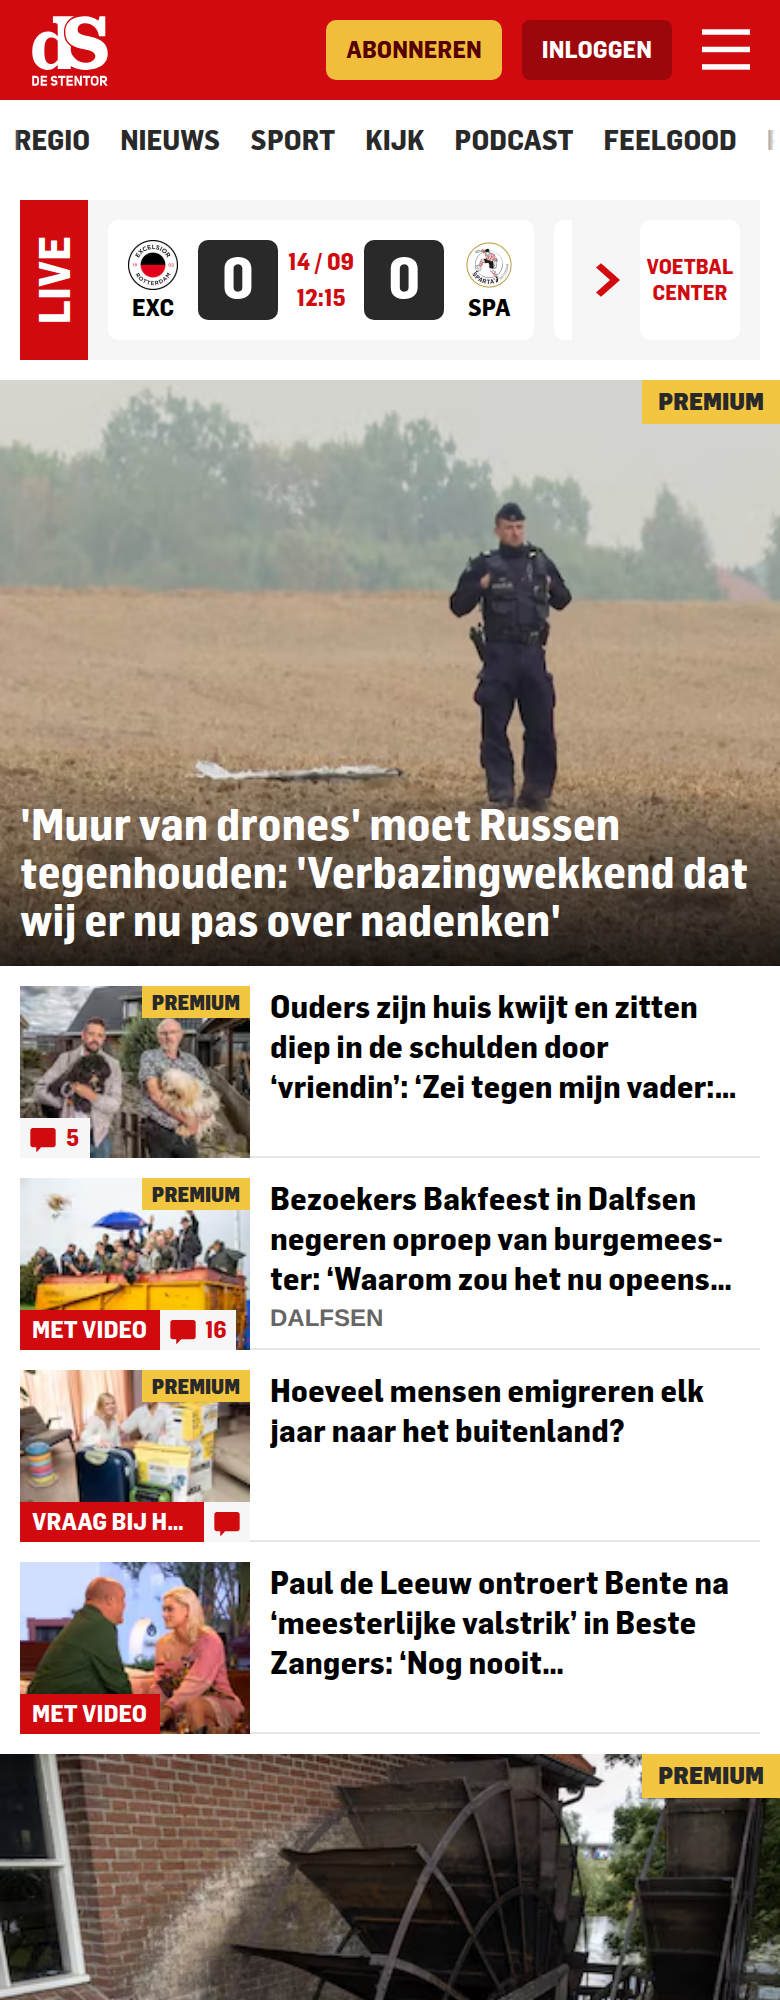 dS
DE STENTOR
ABONNEREN
INLOGGEN
REGIO NIEUWS SPORT KIJK PODCAST FEELGOOD
LIVE
EXCELSIOR
ROTTERDAM
EXC
0
14 / 09
12:15
0
SPARTA
SPA
VOETBAL
CENTER
PREMIUM
'Muur van drones' moet Russen
tegenhouden: 'Verbazingwekkend dat
wij er nu pas over nadenken'
PREMIUM
5
Ouders zijn huis kwijt en zitten
diep in de schulden door
‘vriendin’: ‘Zei tegen mijn vader:...
PREMIUM
MET VIDEO
16
Bezoekers Bakfeest in Dalfsen
negeren oproep van burgemees-
ter: ‘Waarom zou het nu opeens...
DALFSEN
PREMIUM
VRAAG BIJ H...
Hoeveel mensen emigreren elk
jaar naar het buitenland?
MET VIDEO
Paul de Leeuw ontroert Bente na
‘meesterlijke valstrik’ in Beste
Zangers: ‘Nog nooit...
PREMIUM